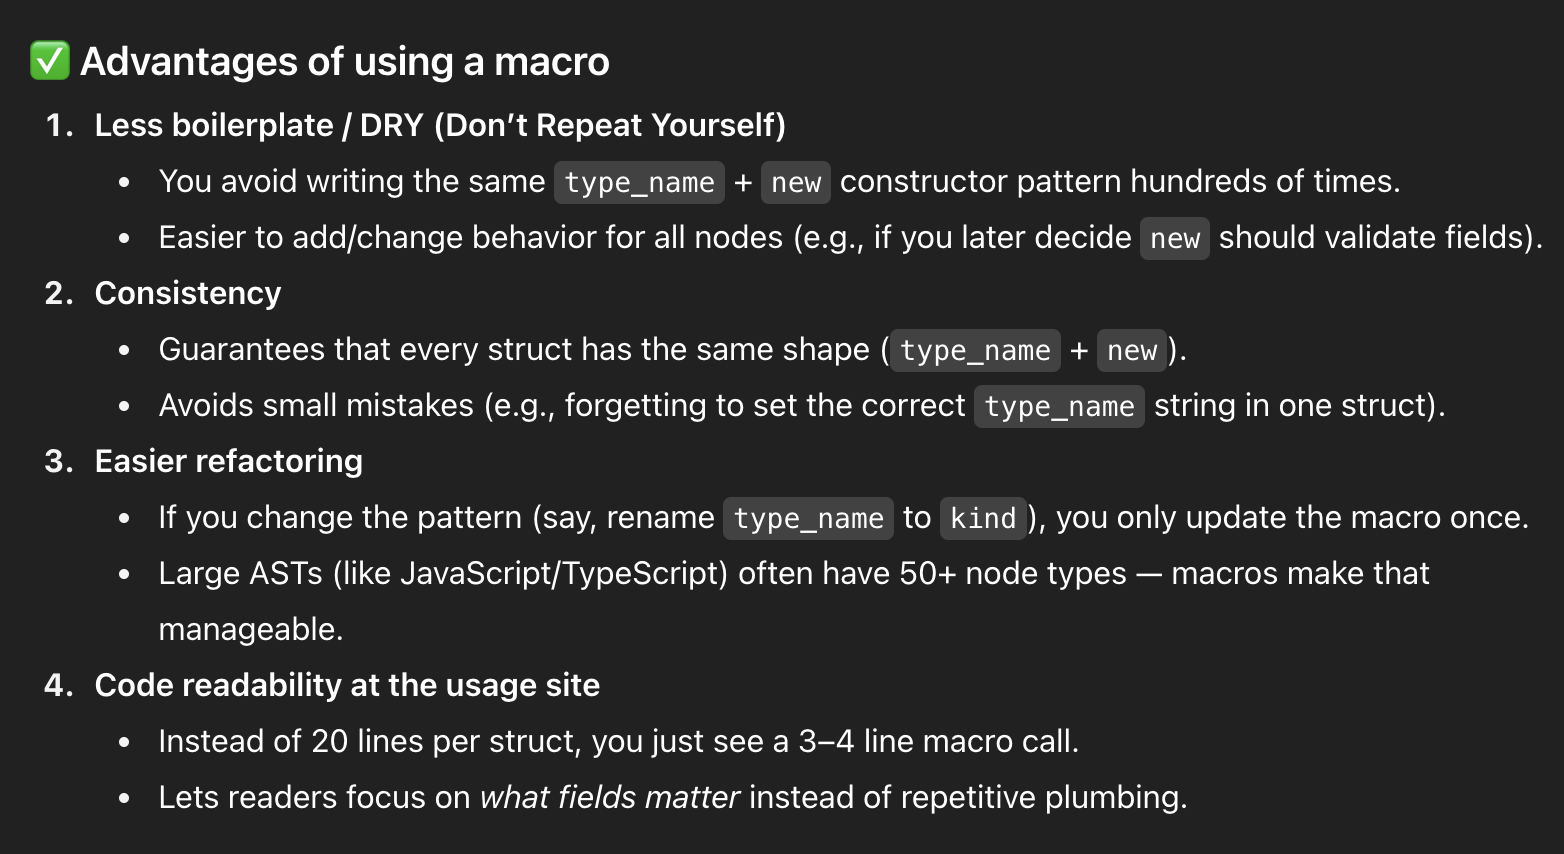 ✅ Advantages of using a macro
1. Less boilerplate / DRY (Don’t Repeat Yourself)
• You avoid writing the same type_name + new constructor pattern hundreds of times.
• Easier to add/change behavior for all nodes (e.g., if you later decide new should validate fields).
2. Consistency
• Guarantees that every struct has the same shape (type_name + new).
• Avoids small mistakes (e.g., forgetting to set the correct type_name string in one struct).
3. Easier refactoring
• If you change the pattern (say, rename type_name to kind), you only update the macro once.
• Large ASTs (like JavaScript/TypeScript) often have 50+ node types — macros make that
manageable.
4. Code readability at the usage site
• Instead of 20 lines per struct, you just see a 3–4 line macro call.
• Lets readers focus on what fields matter instead of repetitive plumbing.